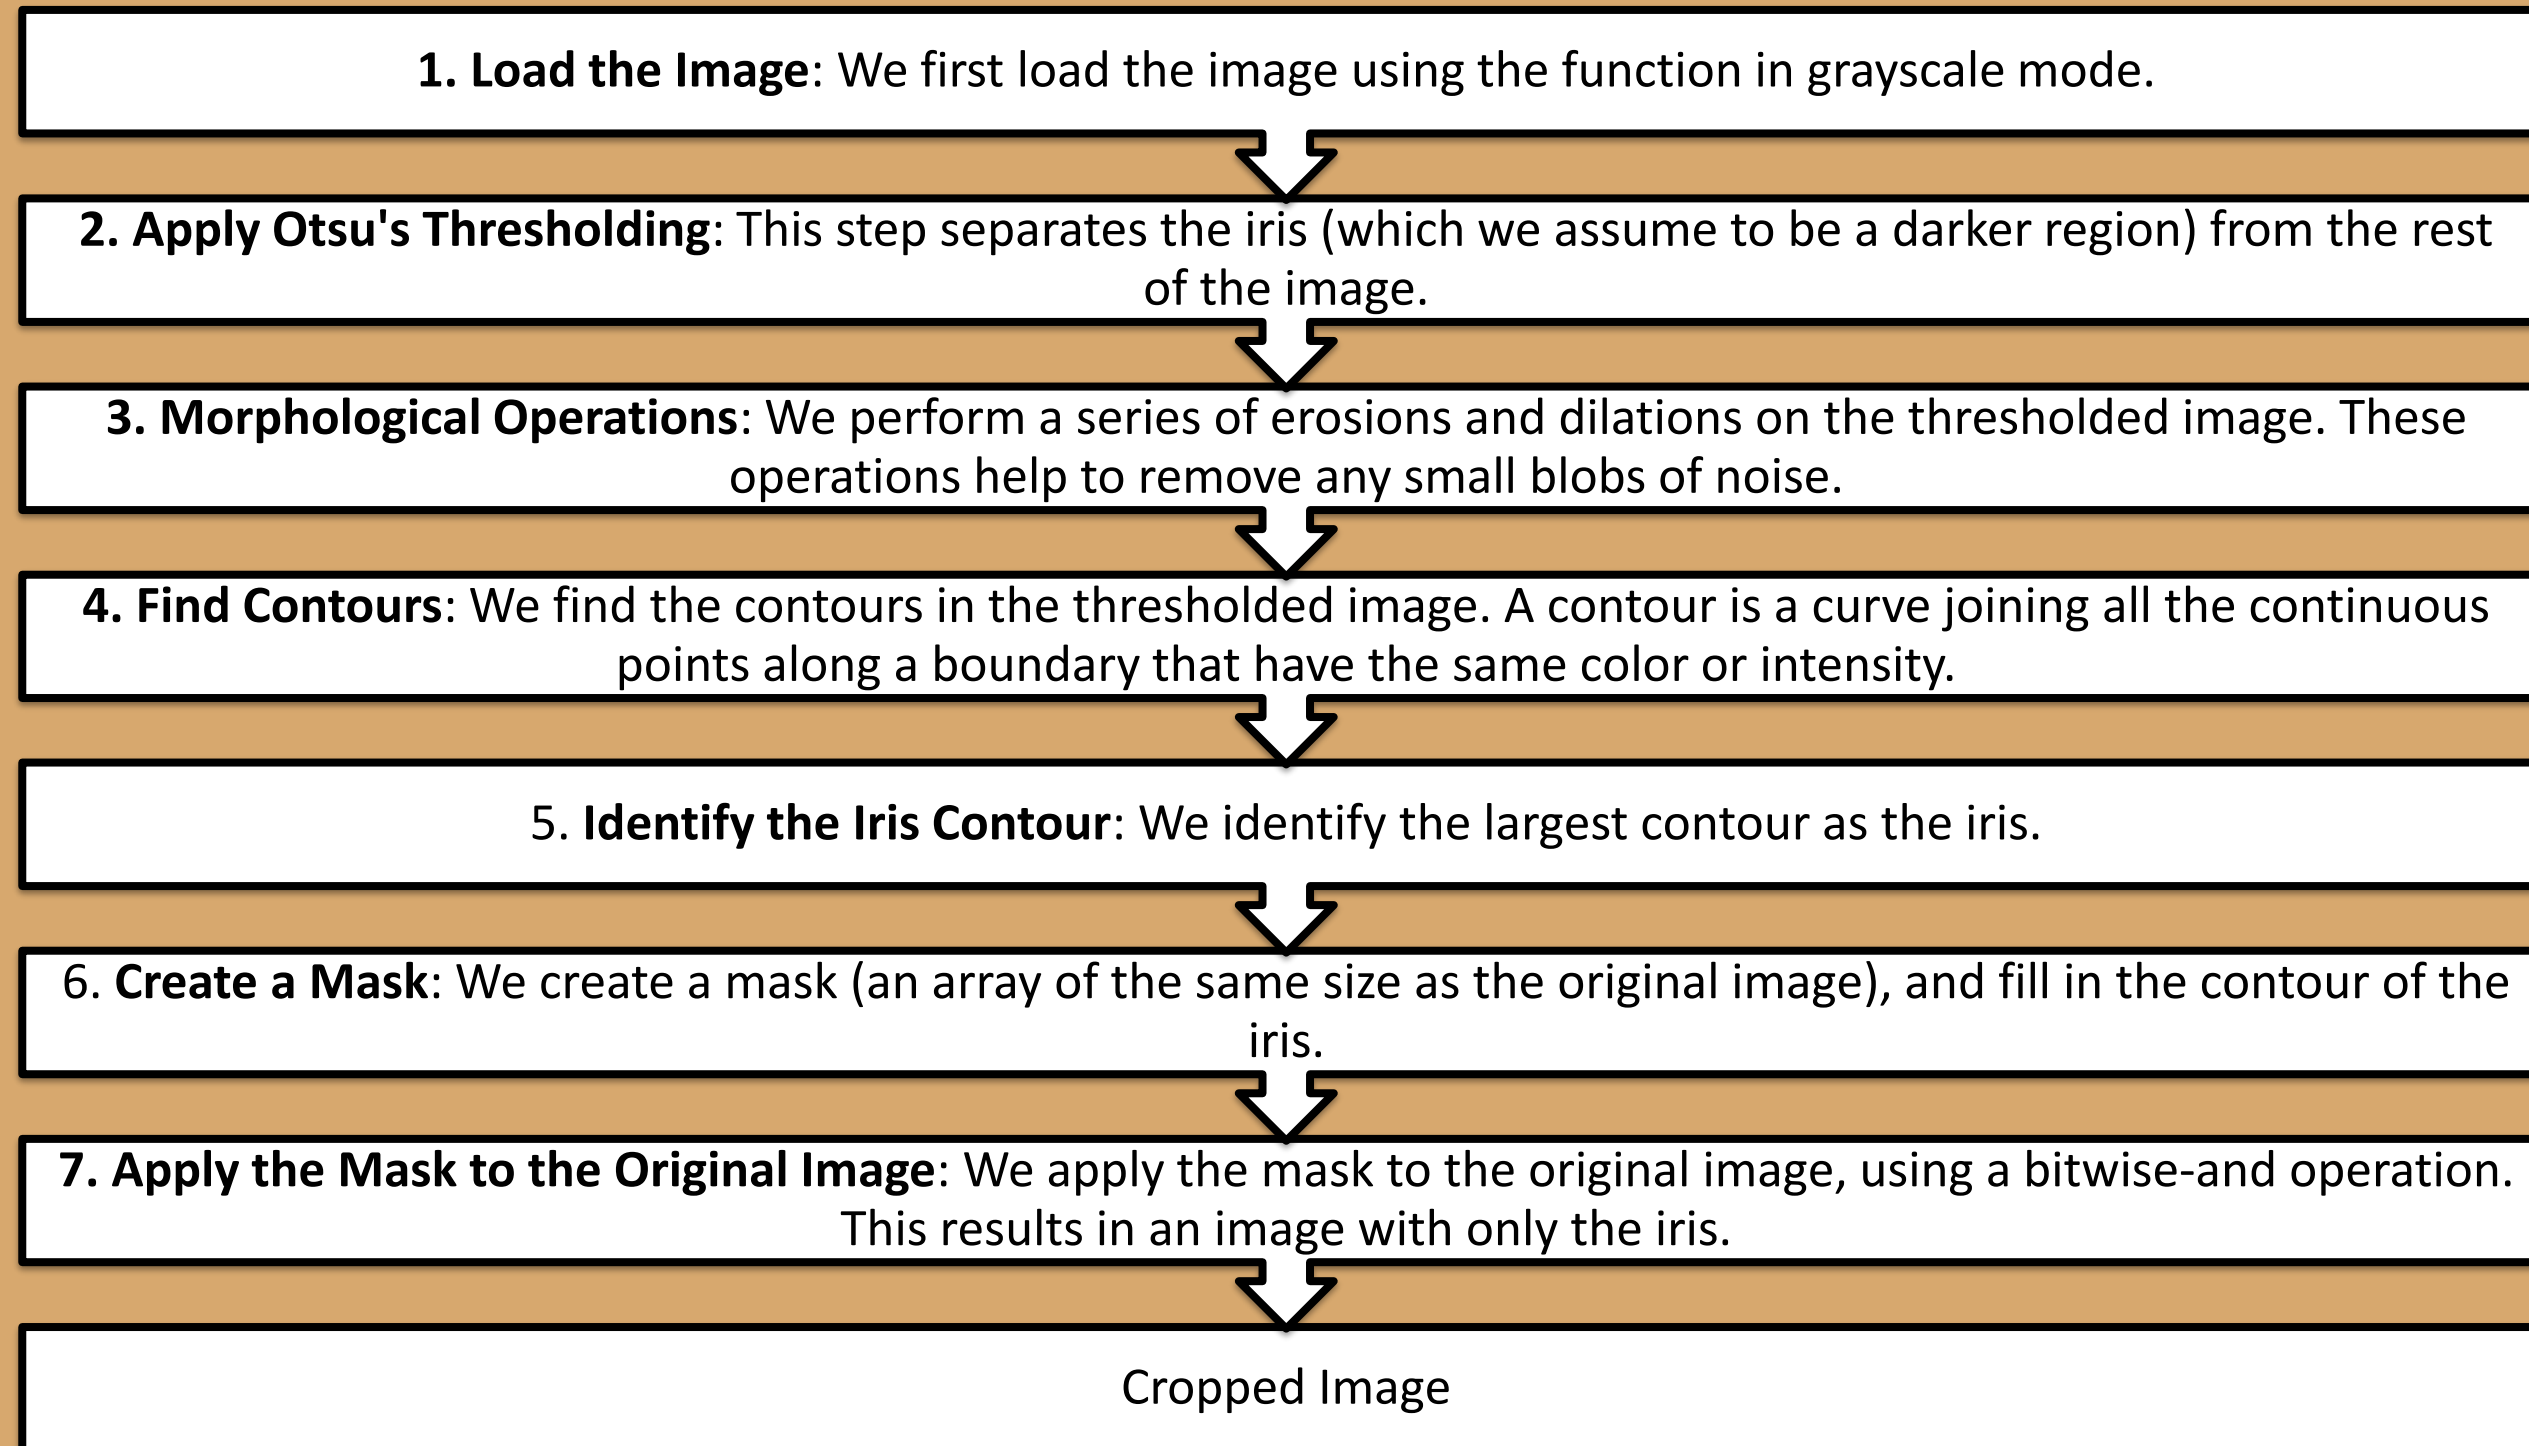 1. Load the Image: We first load the image using the function in grayscale mode.
2. Apply Otsu's Thresholding: This step separates the iris (which we assume to be a darker region) from the rest
of the image.
3. Morphological Operations: We perform a series of erosions and dilations on the thresholded image. These
operations help to remove any small blobs of noise.
4. Find Contours: We find the contours in the thresholded image. A contour is a curve joining all the continuous
points along a boundary that have the same color or intensity.
5. Identify the Iris Contour: We identify the largest contour as the iris.
6. Create a Mask: We create a mask (an array of the same size as the original image), and fill in the contour of the
iris.
7. Apply the Mask to the Original Image: We apply the mask to the original image, using a bitwise-and operation.
This results in an image with only the iris.
Cropped Image